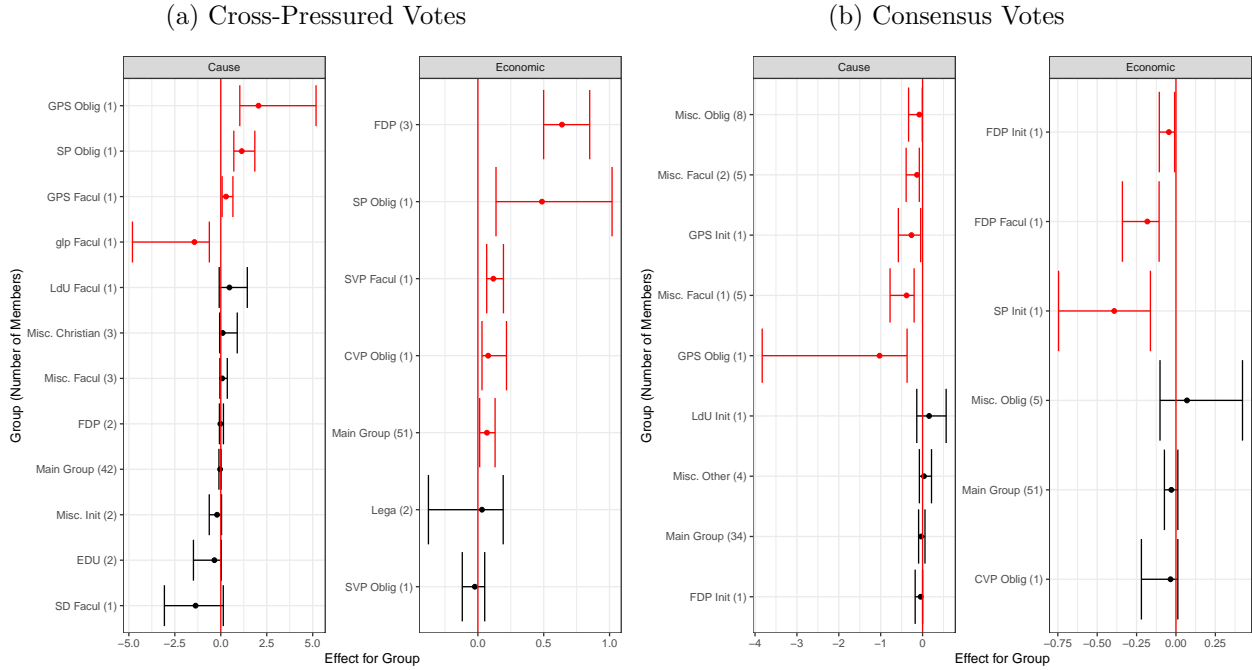 (a) Cross-Pressured Votes
Cause
Economic
Group (Number of Members)
GPS Oblig (1)
SP Oblig (1)
GPS Facul (1)
glp Facul (1)
LdU Facul (1)
Misc. Christian (3)
Misc. Facul (3)
FDP (2)
Main Group (42)
Misc. Init (2)
EDU (2)
SD Facul (1)
−5.0 −2.5 0.0 2.5 5.0
FDP (3)
SP Oblig (1)
SVP Facul (1)
CVP Oblig (1)
Main Group (51)
Lega (2)
SVP Oblig (1)
0.0 0.5 1.0
Effect for Group
(b) Consensus Votes
Cause
Economic
Group (Number of Members)
Misc. Oblig (8)
Misc. Facul (2) (5)
GPS Init (1)
Misc. Facul (1) (5)
GPS Oblig (1)
LdU Init (1)
Misc. Other (4)
Main Group (34)
FDP Init (1)
−4 −3 −2 −1 0
FDP Init (1)
FDP Facul (1)
SP Init (1)
Misc. Oblig (5)
Main Group (51)
CVP Oblig (1)
−0.75 −0.50 −0.25 0.00 0.25
Effect for Group